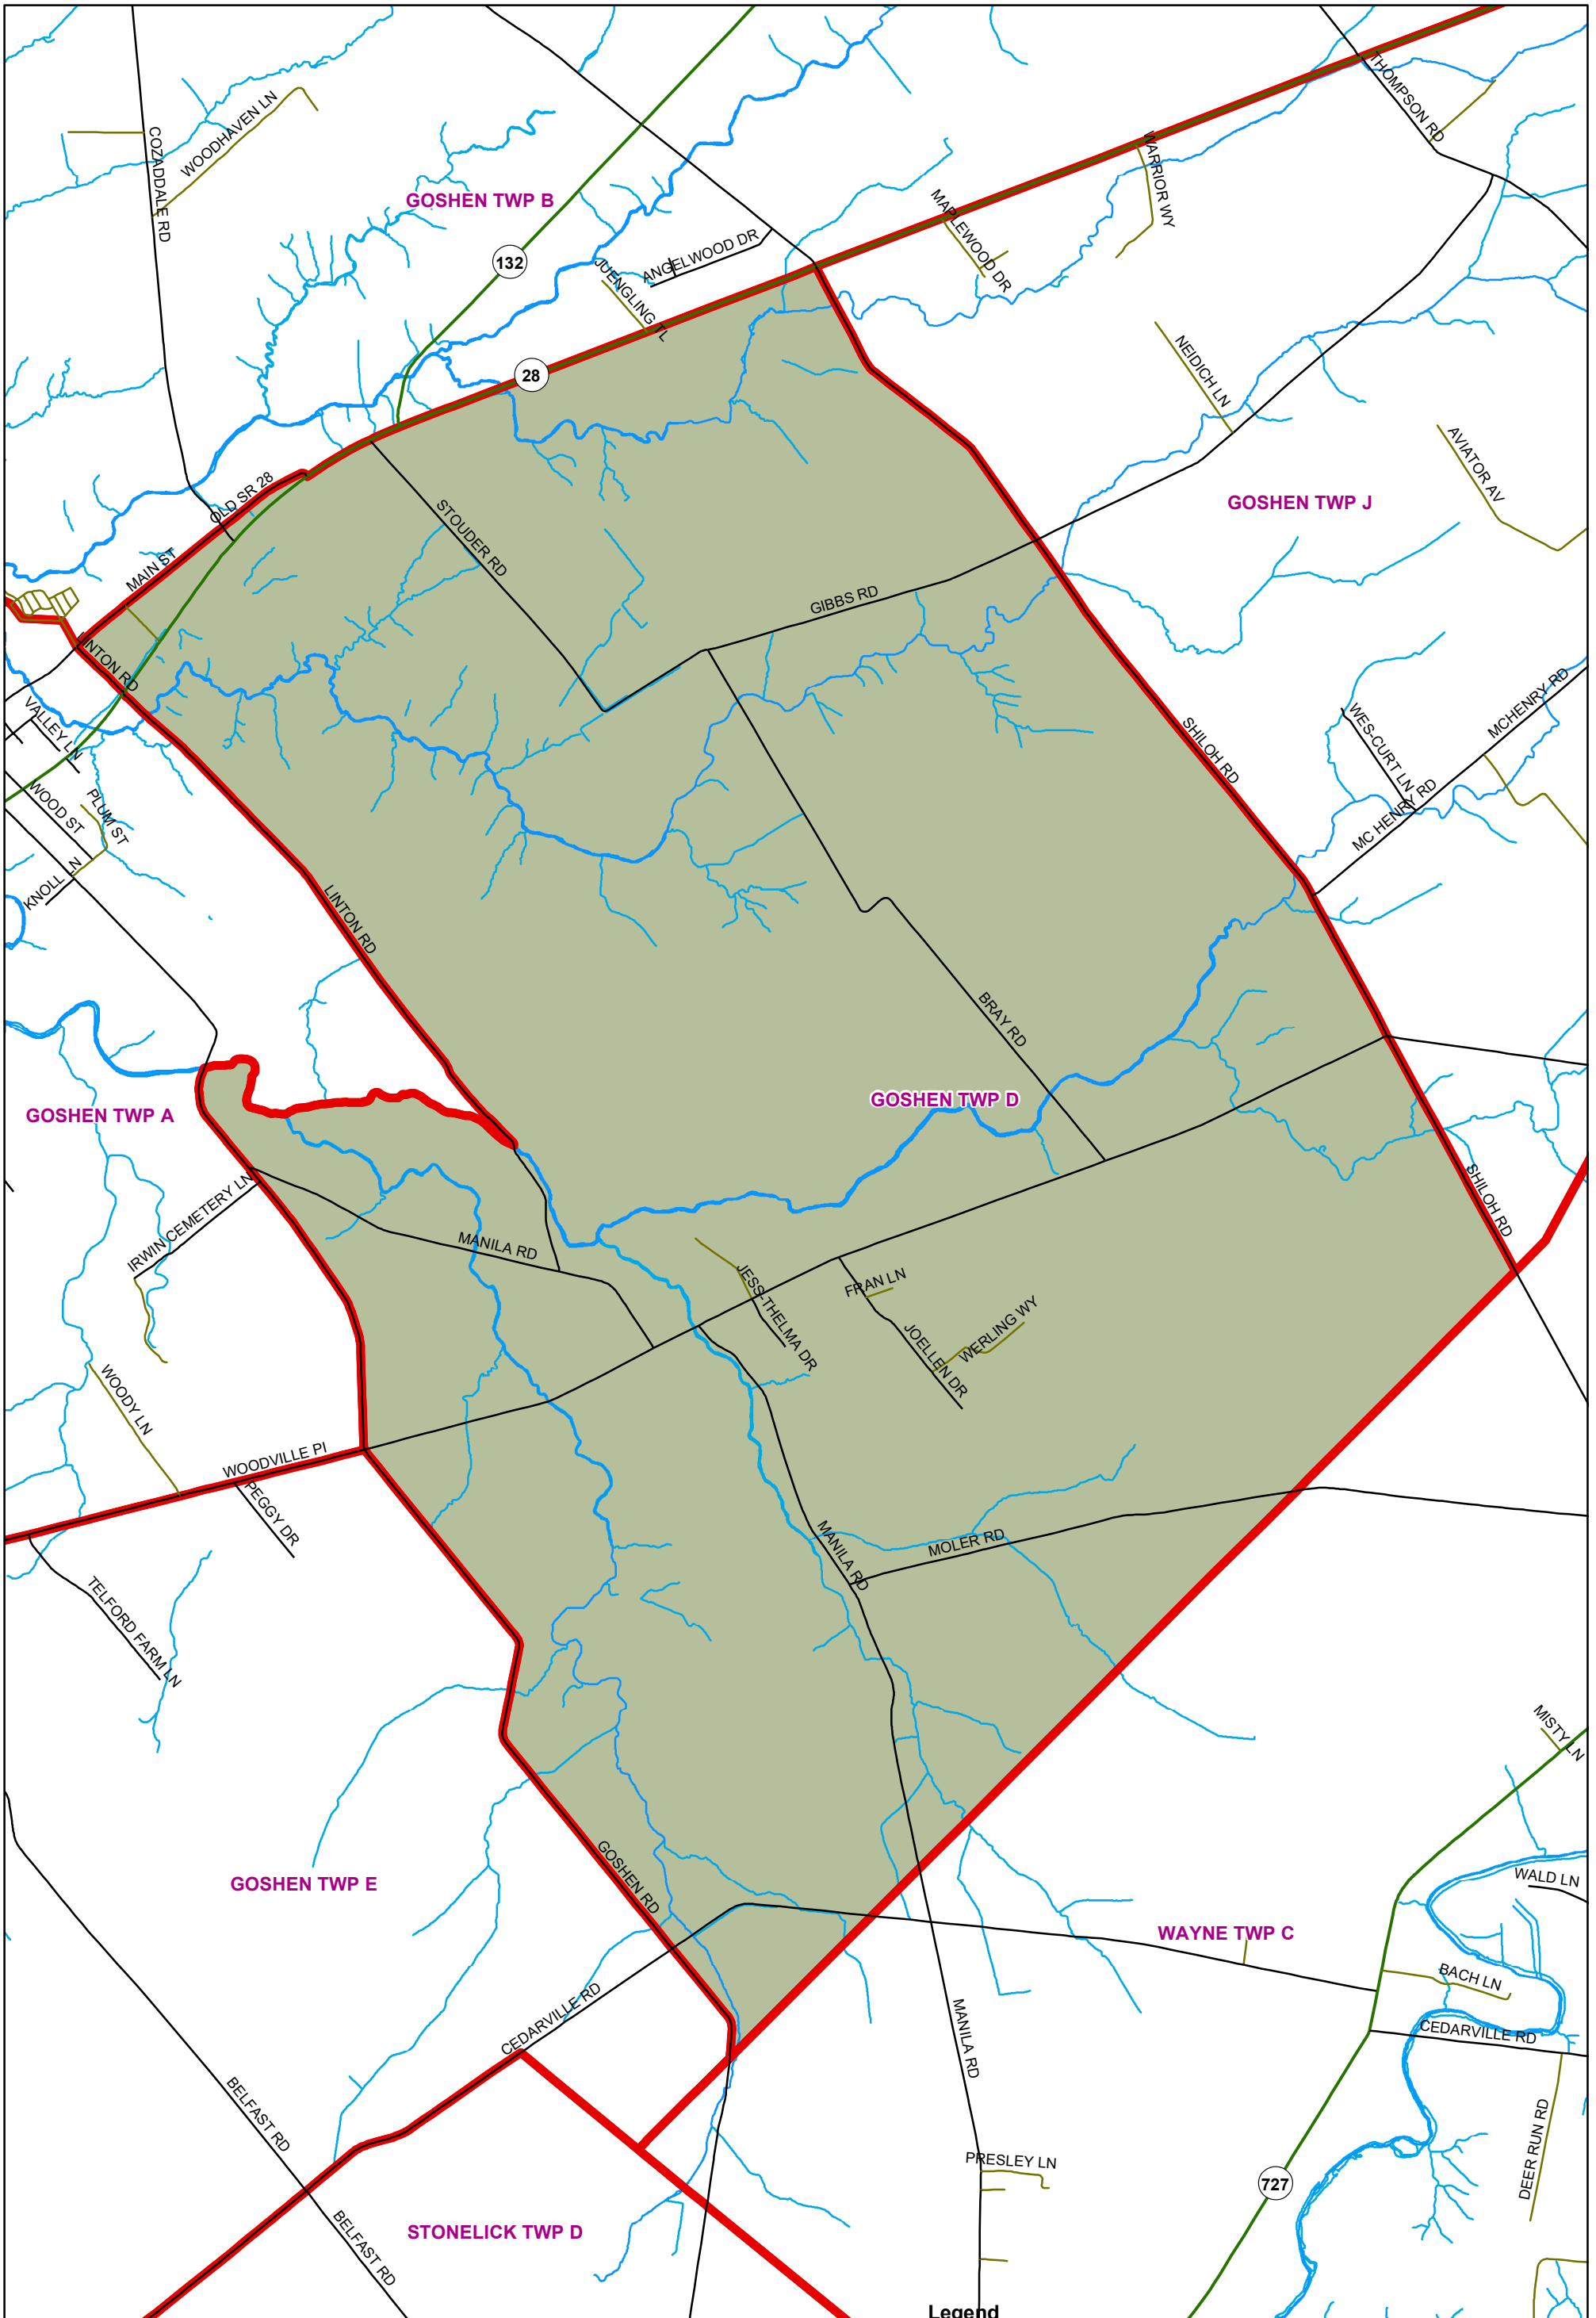 THOMPSON RD
WOODHAVEN LN
COZADDALE RD
WARRIOR WY
GOSHEN TWP B
MAPLEWOOD DR
132
ANGELWOOD DR
JUENGLING TL
28
NEIDICH LN
AVIATOR AV
OLD SR 28
GOSHEN TWP J
STOUDER RD
MAIN ST
GIBBS RD
LINTON RD
VALLEY LN
WES-CURT LN
MCHENRY RD
SHILOH RD
WOOD ST
PLUM ST
MC HENRY RD
KNOLL LN
LINTON RD
BRAY RD
GOSHEN TWP D
GOSHEN TWP A
IRWIN CEMETERY LN
SHILOH RD
MANILA RD
JESS-THELMA DR
FRAN LN
WERLING WY
JOELLEN DR
WOODY LN
WOODVILLE PI
PEGGY DR
MANILA RD
MOLER RD
TELFORD FARM LN
MISTY LN
GOSHEN TWP E
GOSHEN RD
WALD LN
WAYNE TWP C
BACH LN
CEDARVILLE RD
MANILA RD
CEDARVILLE RD
BELFAST RD
DEER RUN RD
PRESLEY LN
727
STONELICK TWP D
BELFAST RD
Legend